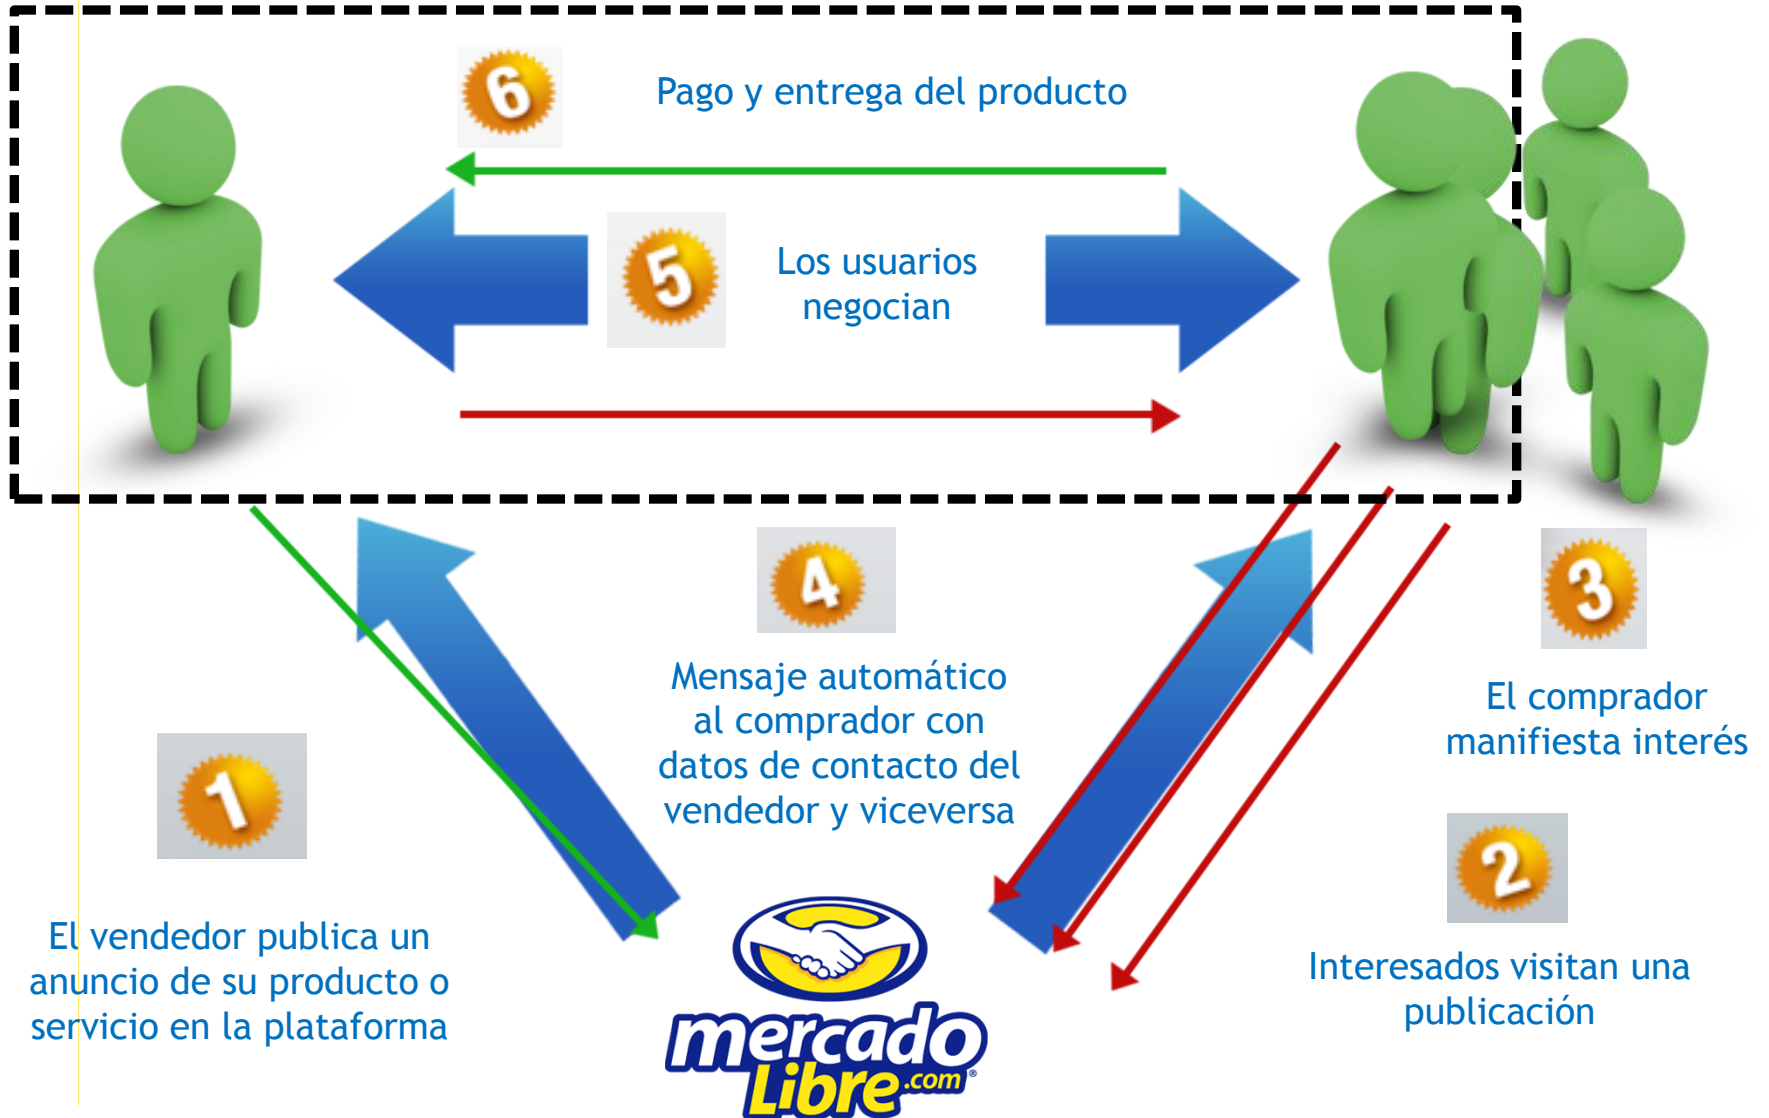 6
Pago y entrega del producto
5
Los usuarios
negocian
4
Mensaje automático
al comprador con
datos de contacto del
vendedor y viceversa
3
El comprador
manifiesta interés
1
El vendedor publica un
anuncio de su producto o
servicio en la plataforma
2
Interesados visitan una
publicación
mercado
Libre.com®